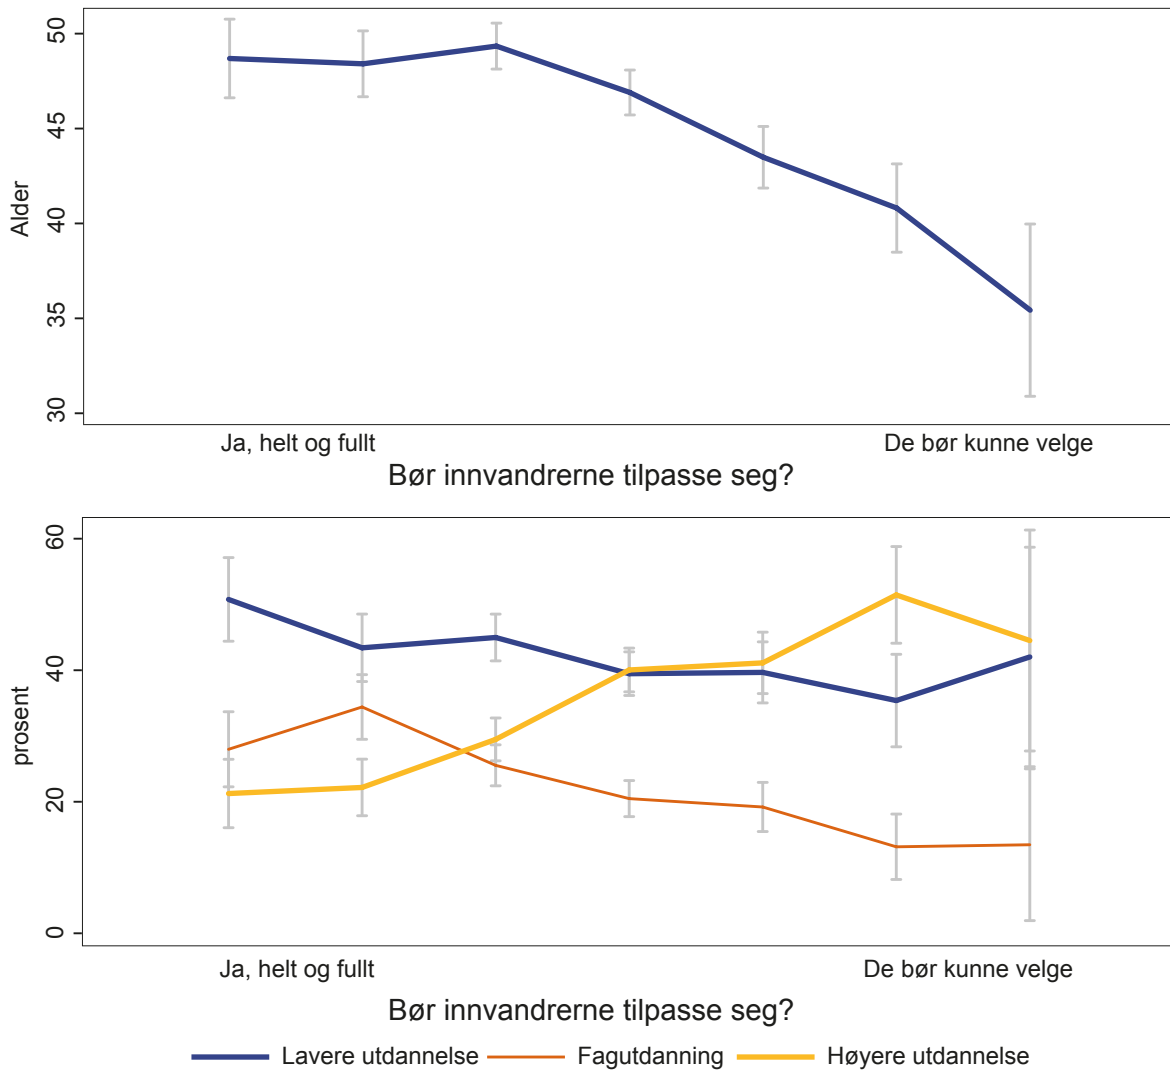 50
45
40
35
30
Alder
Ja, helt og fullt De bør kunne velge
Bør innvandrerne tilpasse seg?
60
40
20
0
prosent
Ja, helt og fullt De bør kunne velge
Bør innvandrerne tilpasse seg?
Lavere utdannelse Fagutdanning Høyere utdannelse